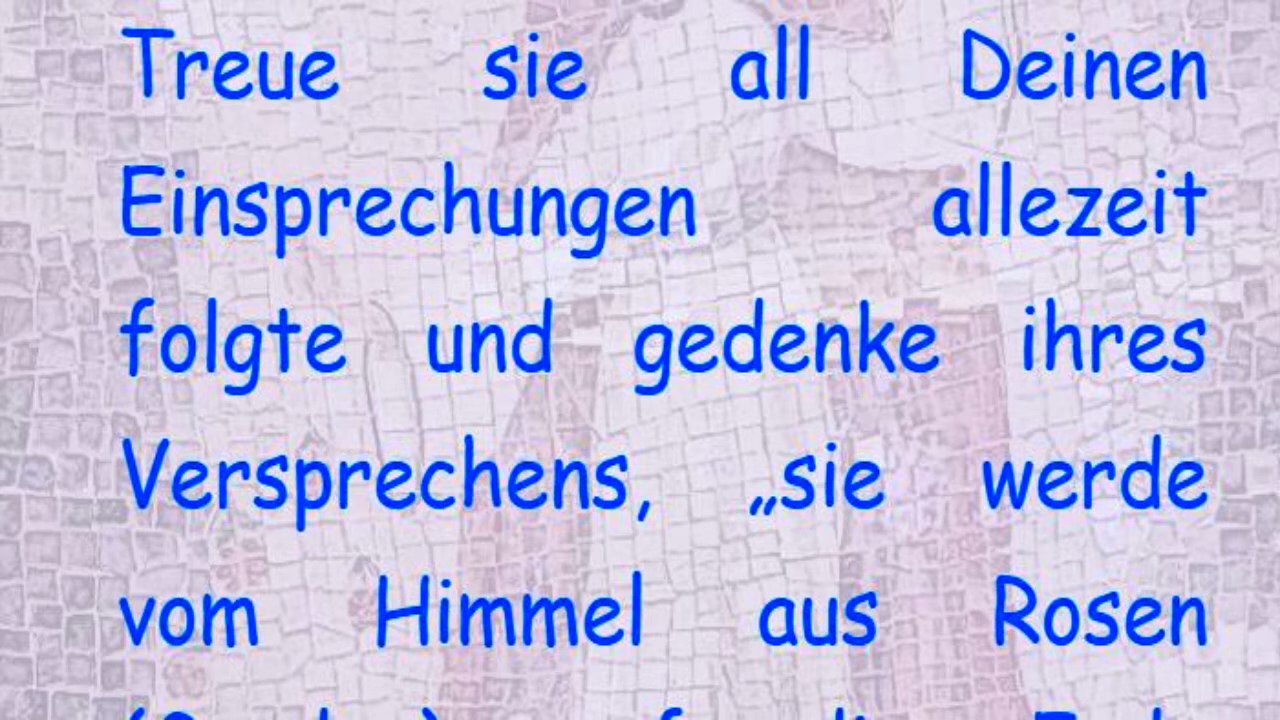 Treue sie all Deinen
Einsprechungen allezeit
folgte und gedenke ihres
Versprechens, „sie werde
vom Himmel aus Rosen